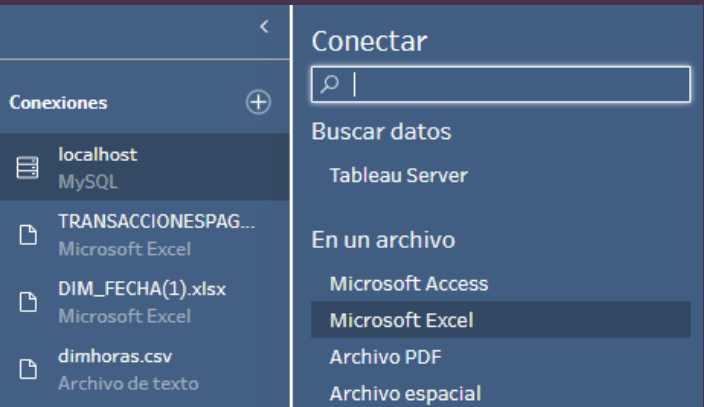 Conexiones
localhost
MySQL
TRANSACCIONESPAG...
Microsoft Excel
DIM_FECHA(1).xlsx
Microsoft Excel
dimhoras.csv
Archivo de texto
Conectar
Buscar datos
Tableau Server
En un archivo
Microsoft Access
Microsoft Excel
Archivo PDF
Archivo espacial